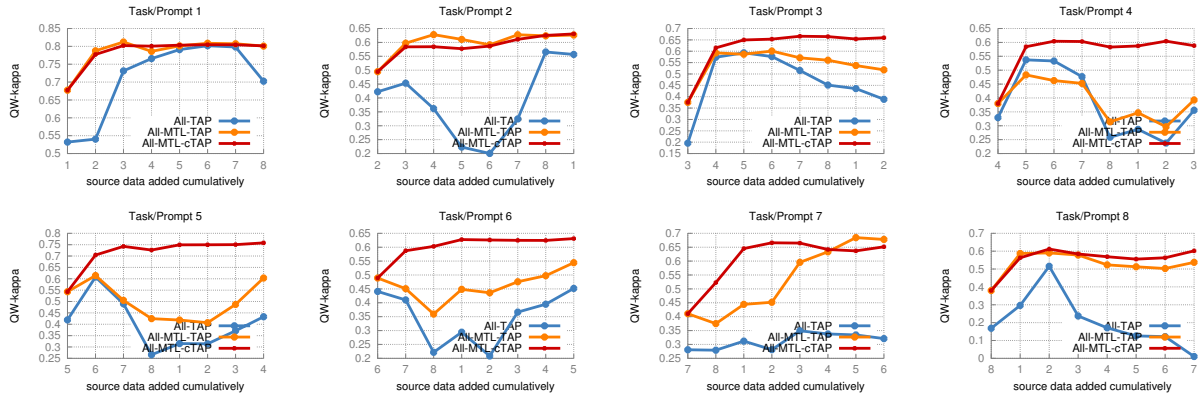 Task/Prompt 1
QW-kappa
0.85
0.8
0.75
0.7
0.65
0.6
0.55
0.5
All-TAP
All-MTL-TAP
All-MTL-cTAP
1 2 3 4 5 6 7 8
source data added cumulatively
Task/Prompt 2
QW-kappa
0.65
0.6
0.55
0.5
0.45
0.4
0.35
0.3
0.25
0.2
All-TAP
All-MTL-TAP
All-MTL-cTAP
2 3 4 5 6 7 8 1
source data added cumulatively
Task/Prompt 3
QW-kappa
0.7
0.65
0.6
0.55
0.5
0.45
0.4
0.35
0.3
0.25
0.2
0.15
All-TAP
All-MTL-TAP
All-MTL-cTAP
3 4 5 6 7 8 1 2
source data added cumulatively
Task/Prompt 4
QW-kappa
0.65
0.6
0.55
0.5
0.45
0.4
0.35
0.3
0.25
0.2
All-TAP
All-MTL-TAP
All-MTL-cTAP
4 5 6 7 8 1 2 3
source data added cumulatively
Task/Prompt 5
QW-kappa
0.8
0.75
0.7
0.65
0.6
0.55
0.5
0.45
0.4
0.35
0.3
0.25
All-TAP
All-MTL-TAP
All-MTL-cTAP
5 6 7 8 1 2 3 4
source data added cumulatively
Task/Prompt 6
QW-kappa
0.65
0.6
0.55
0.5
0.45
0.4
0.35
0.3
0.25
0.2
All-TAP
All-MTL-TAP
All-MTL-cTAP
6 7 8 1 2 3 4 5
source data added cumulatively
Task/Prompt 7
QW-kappa
0.7
0.65
0.6
0.55
0.5
0.45
0.4
0.35
0.3
0.25
All-TAP
All-MTL-TAP
All-MTL-cTAP
7 8 1 2 3 4 5 6
source data added cumulatively
Task/Prompt 8
QW-kappa
0.7
0.6
0.5
0.4
0.3
0.2
0.1
0
All-TAP
All-MTL-TAP
All-MTL-cTAP
8 1 2 3 4 5 6 7
source data added cumulatively